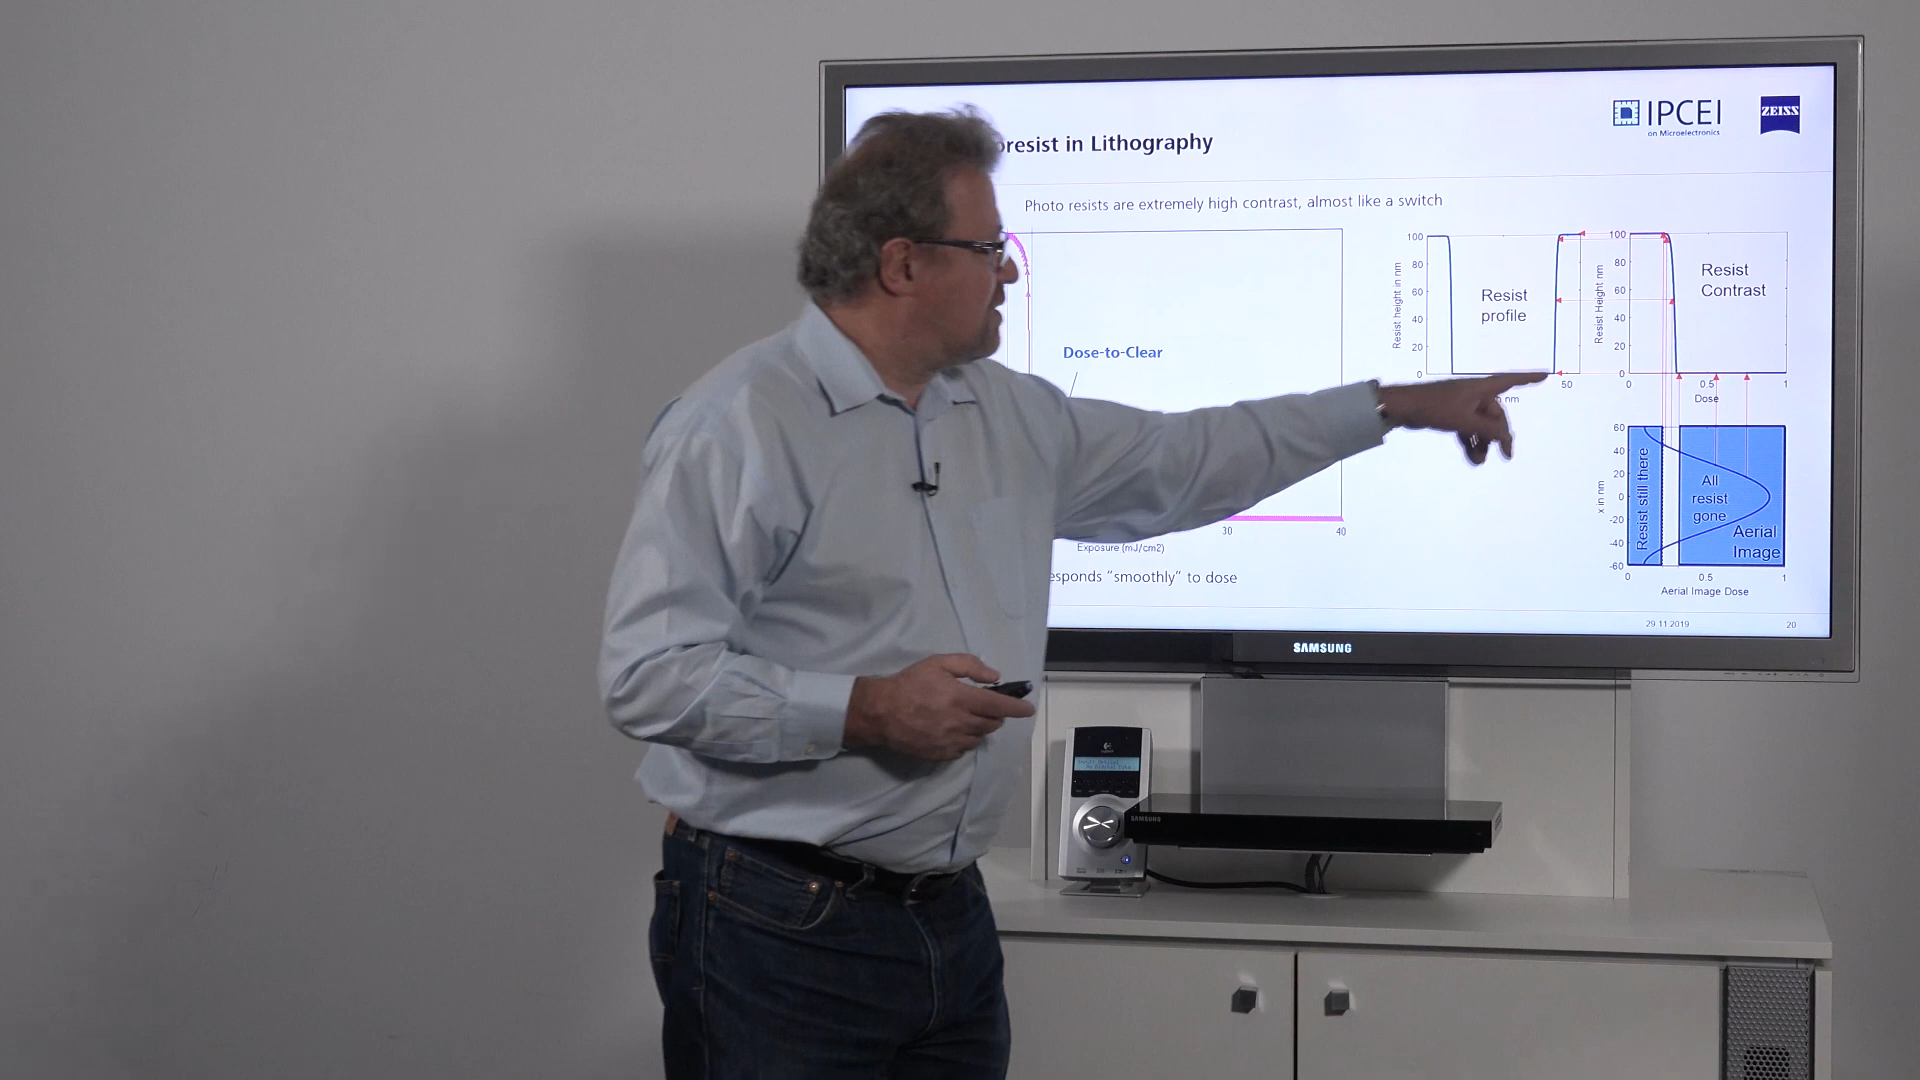 oresist in Lithography
IPCEI
on Microelectronics
ZEISS
Photo resists are extremely high contrast, almost like a switch
Dose-to-Clear
30
40
Exposure (mJ/cm2)
esponds “smoothly” to dose
100
80
60
40
20
0
Resist height in nm
Resist
profile
50
nm
100
80
60
40
20
0
Resist Height nm
Resist
Contrast
0
0.5
1
Dose
60
40
20
0
-20
-40
-60
x in nm
Resist still there
All
resist
gone
Aerial
Image
0
0.5
1
Aerial Image Dose
29.11.2019
20
SAMSUNG
SAMSUNG